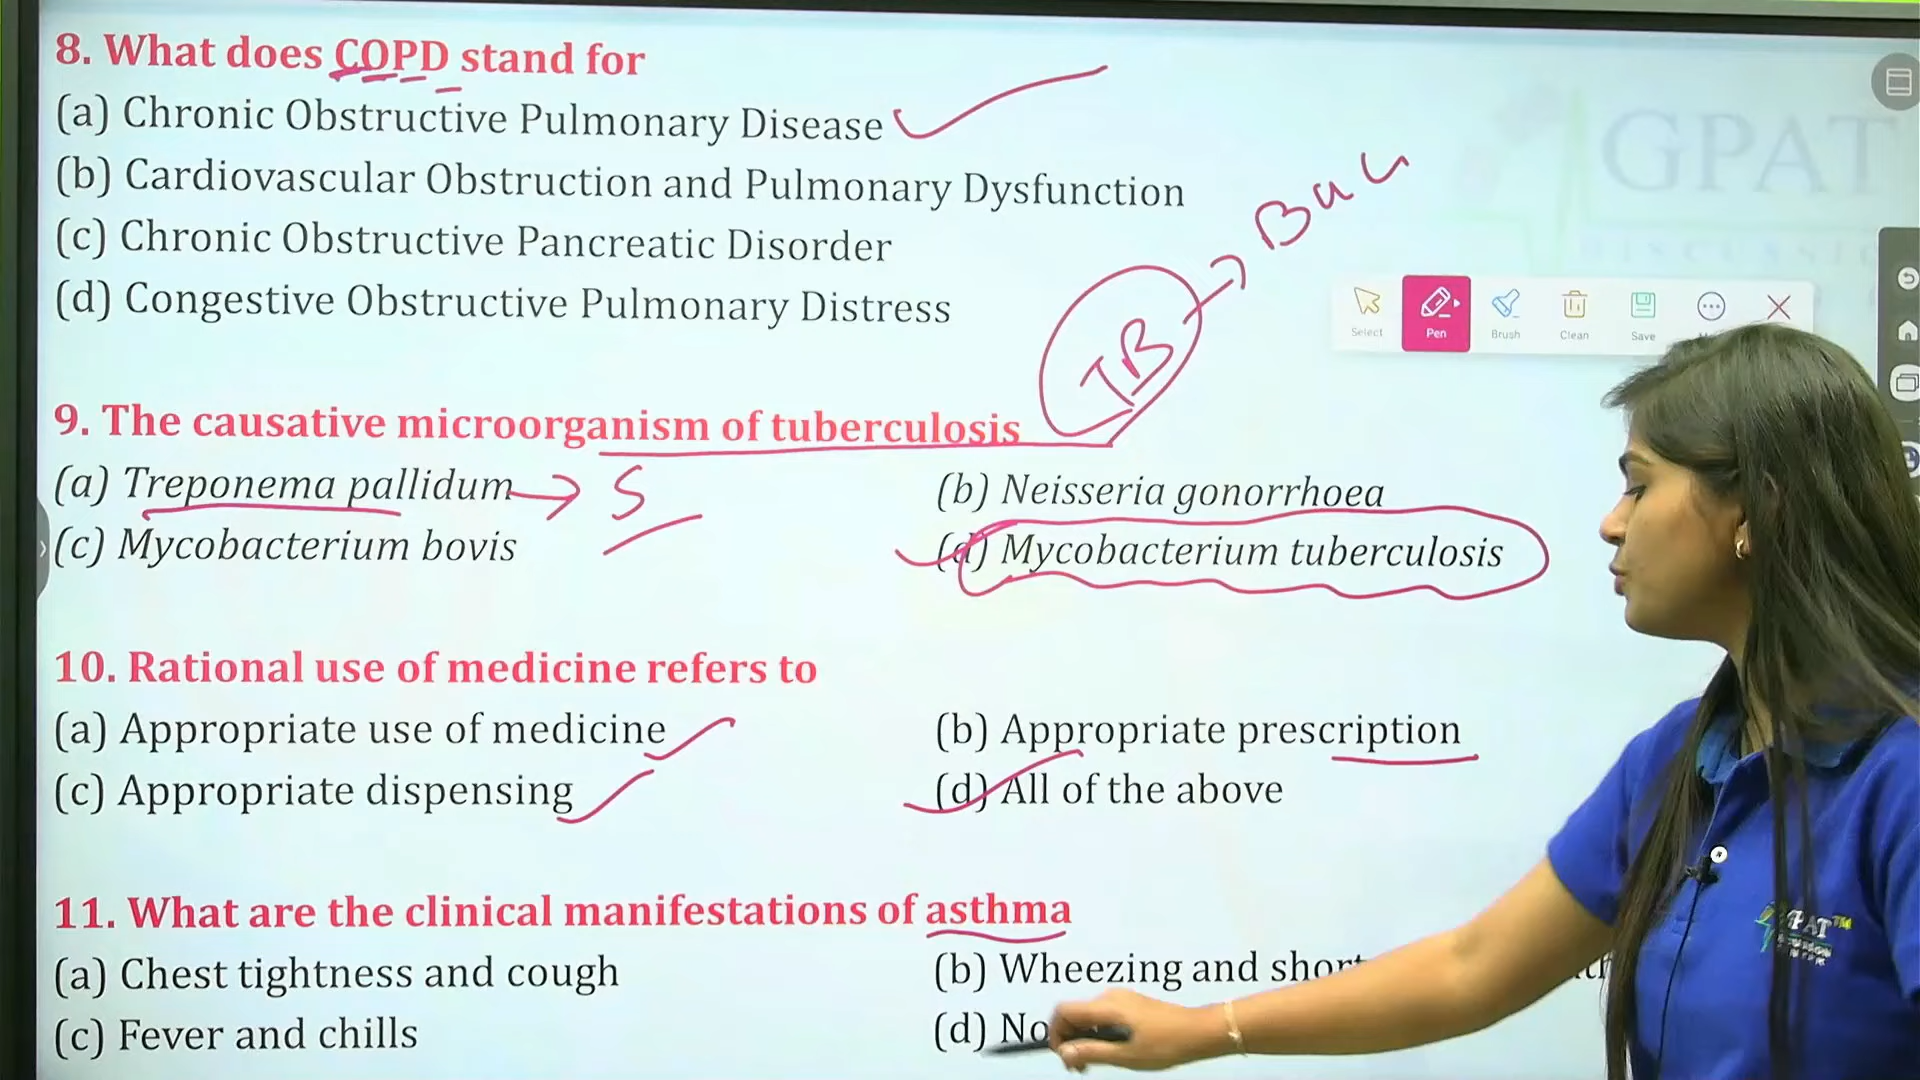 8. What does COPD stand for
(a) Chronic Obstructive Pulmonary Disease
(b) Cardiovascular Obstruction and Pulmonary Dysfunction
(c) Chronic Obstructive Pancreatic Disorder
(d) Congestive Obstructive Pulmonary Distress
GPAT
TB
Select Pen Brush Clean Save
9. The causative microorganism of tuberculosis
(a) Treponema pallidum S (b) Neisseria gonorrhoea
(c) Mycobacterium bovis (d) Mycobacterium tuberculosis
10. Rational use of medicine refers to
(a) Appropriate use of medicine (b) Appropriate prescription
(c) Appropriate dispensing (d) All of the above
11. What are the clinical manifestations of asthma
(a) Chest tightness and cough (b) Wheezing and
(c) Fever and chills (d)
GPAT™